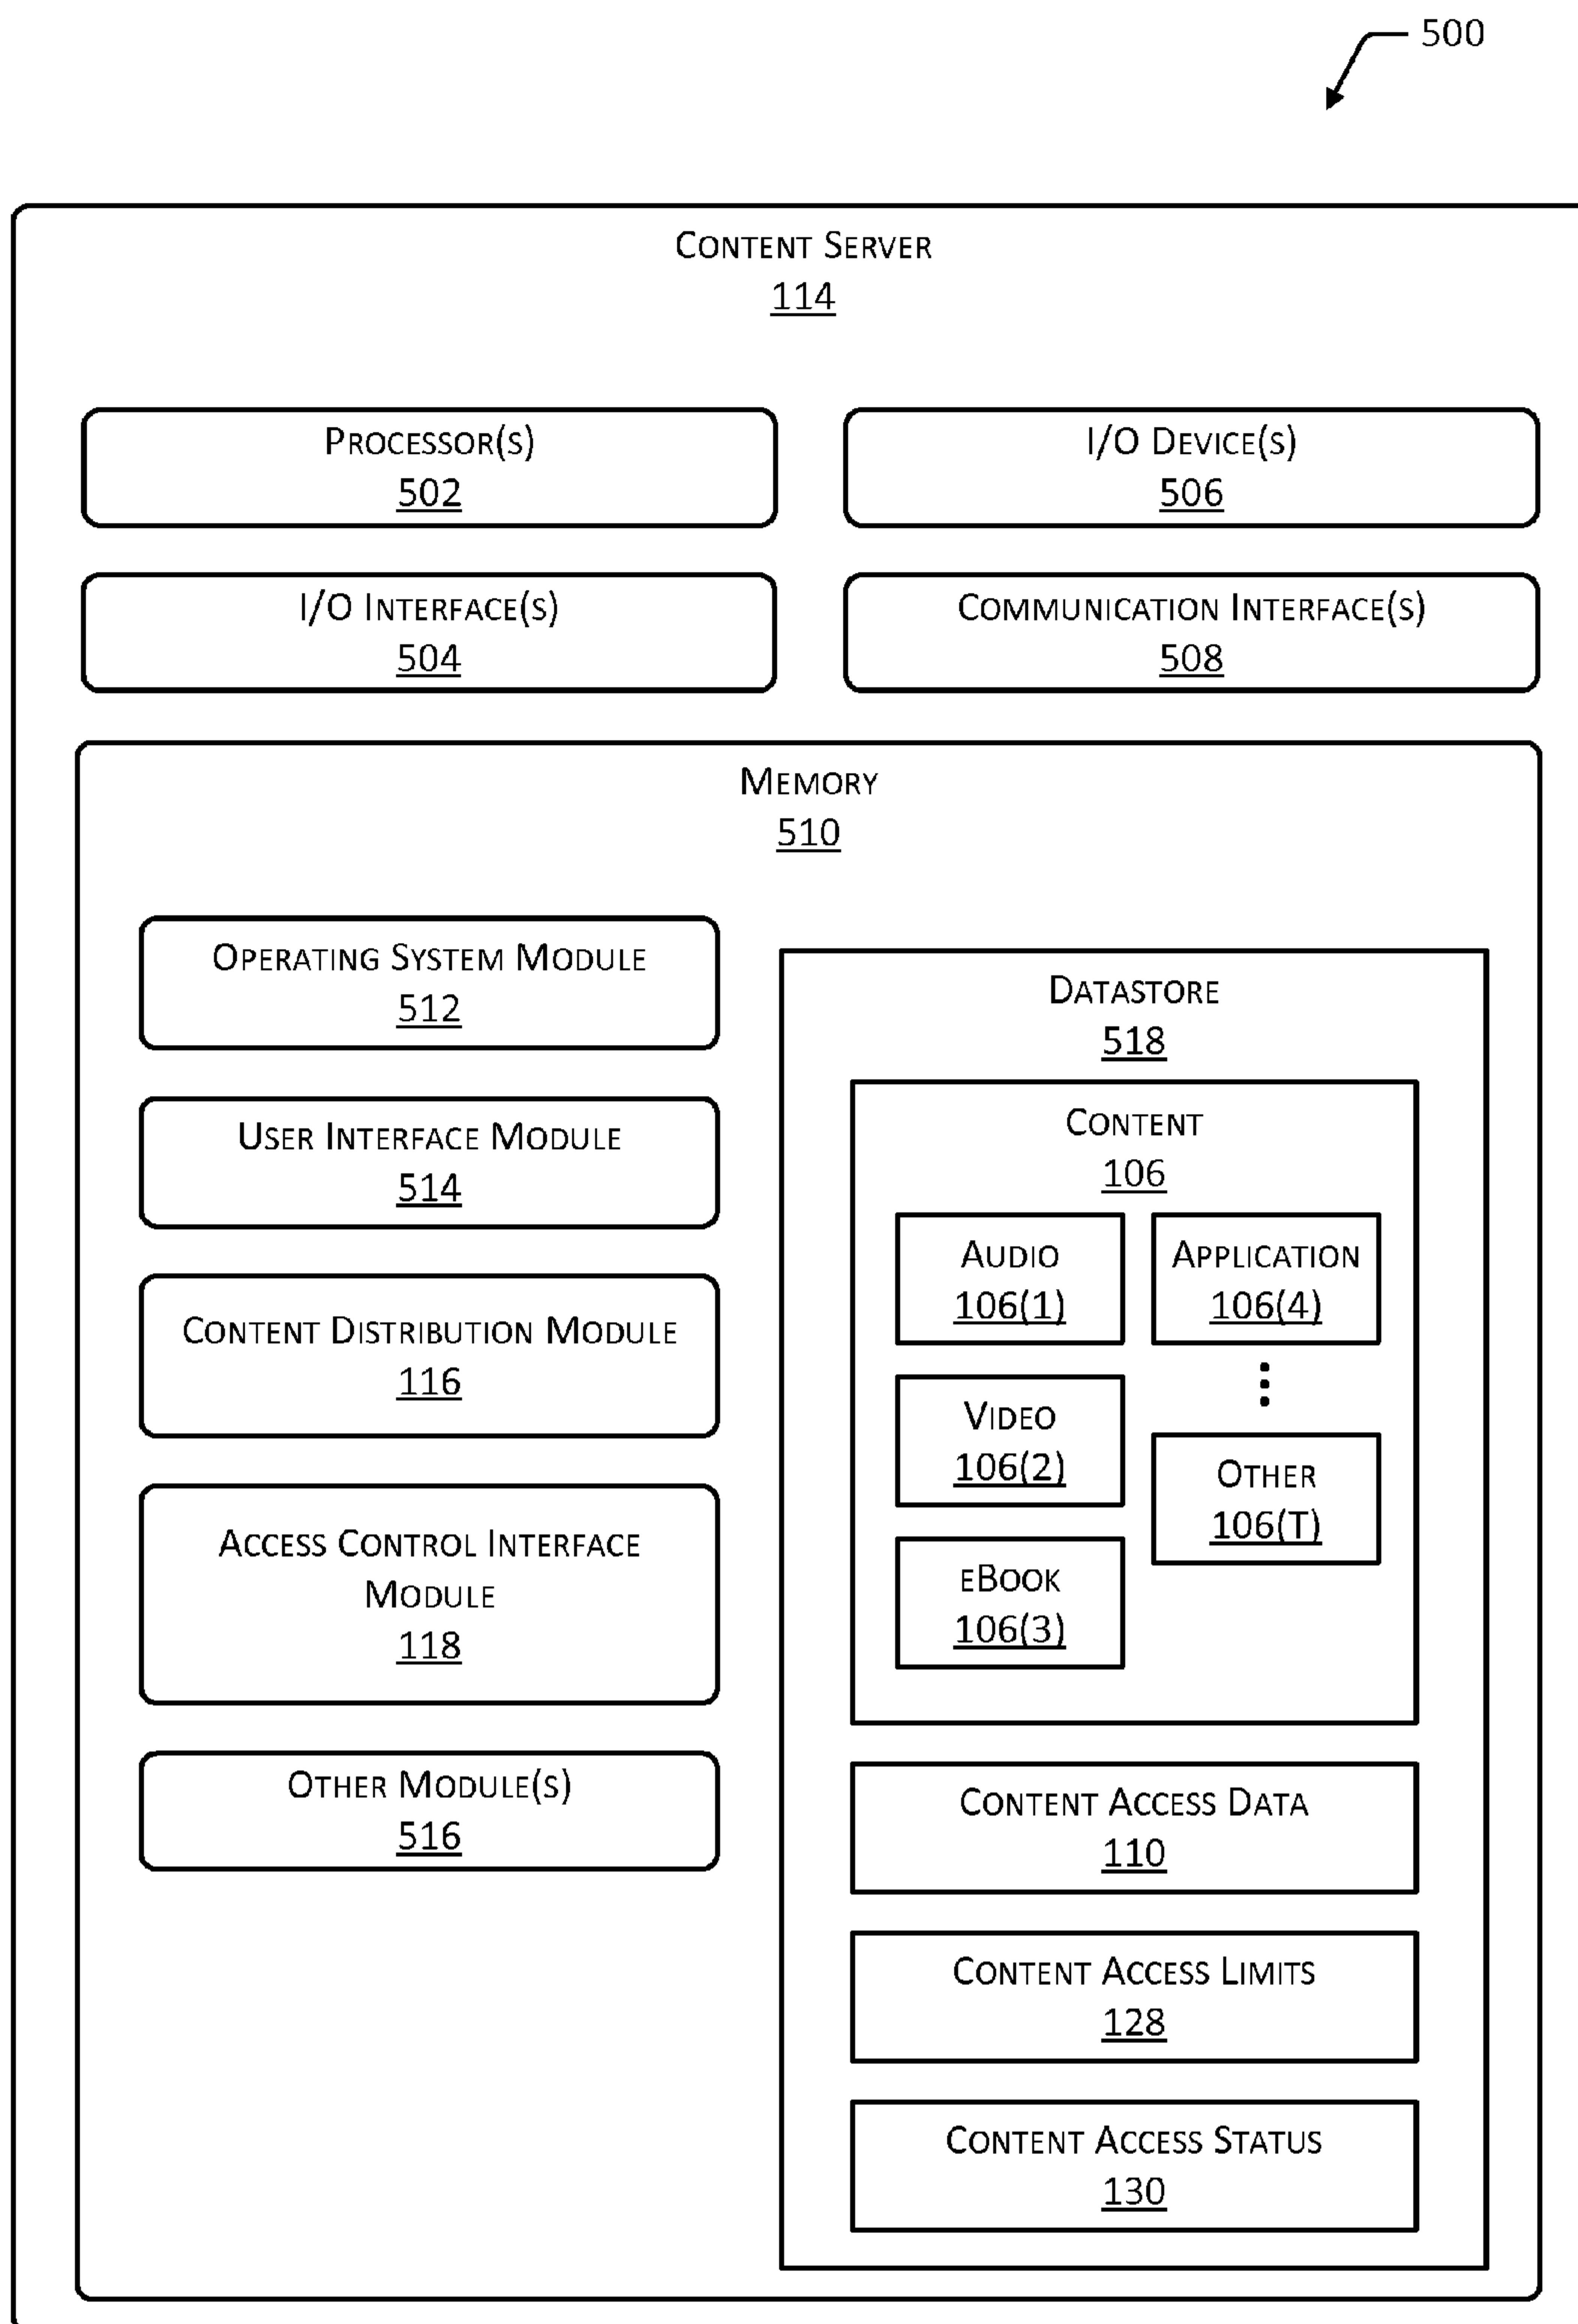 500
Content Server
114
Processor(s)
502
I/O Device(s)
506
I/O Interface(s)
504
Communication Interface(s)
508
Memory
510
Operating System Module
512
User Interface Module
514
Content Distribution Module
116
Access Control Interface
Module
118
Other Module(s)
516
Datastore
518
Content
106
Audio
106(1)
Video
106(2)
eBook
106(3)
Application
106(4)
Other
106(T)
Content Access Data
110
Content Access Limits
128
Content Access Status
130